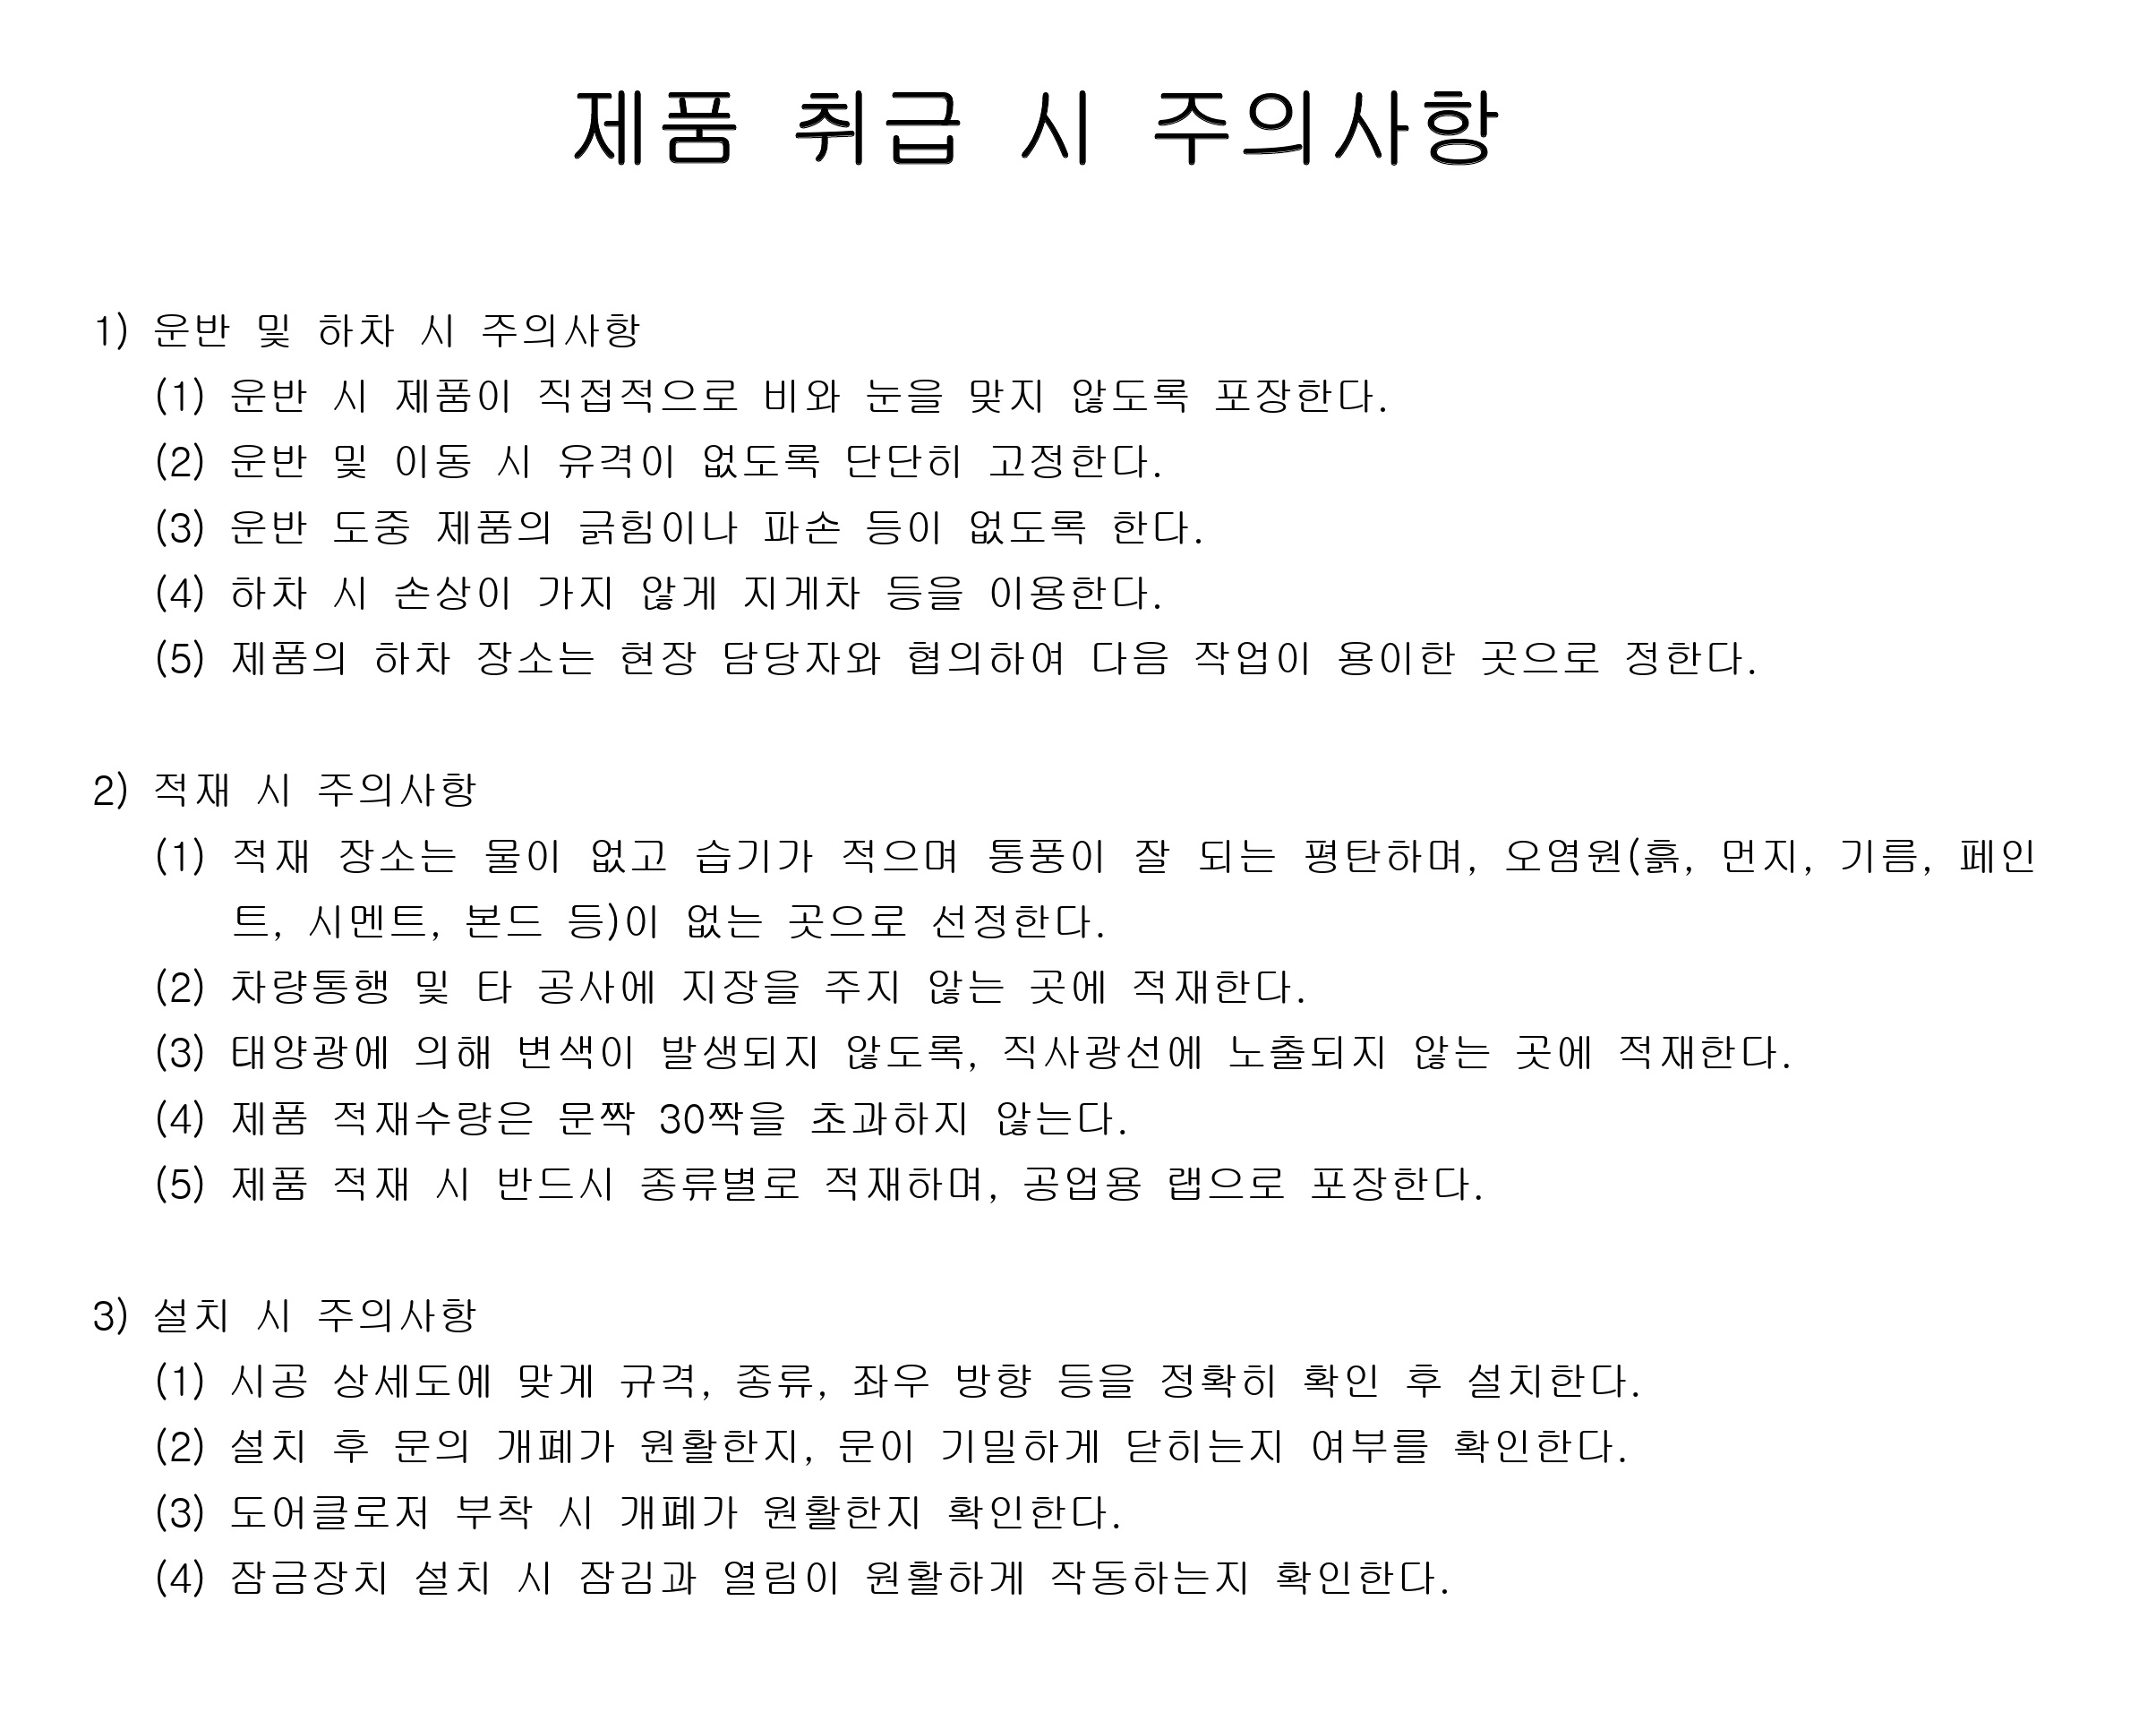 제품 취급 시 주의사항
1) 운반 및 하차 시 주의사항
(1) 운반 시 제품이 직접적으로 비와 눈을 맞지 않도록 포장한다.
(2) 운반 및 이동 시 유격이 없도록 단단히 고정한다.
(3) 운반 도중 제품의 긁힘이나 파손 등이 없도록 한다.
(4) 하차 시 손상이 가지 않게 지게차 등을 이용한다.
(5) 제품의 하차 장소는 현장 담당자와 협의하여 다음 작업이 용이한 곳으로 정한다.
2) 적재 시 주의사항
(1) 적재 장소는 물이 없고 습기가 적으며 통풍이 잘 되는 평탄하며, 오염원(흙, 먼지, 기름, 페인
트, 시멘트, 본드 등)이 없는 곳으로 선정한다.
(2) 차량통행 및 타 공사에 지장을 주지 않는 곳에 적재한다.
(3) 태양광에 의해 변색이 발생되지 않도록, 직사광선에 노출되지 않는 곳에 적재한다.
(4) 제품 적재수량은 문짝 30짝을 초과하지 않는다.
(5) 제품 적재 시 반드시 종류별로 적재하며, 공업용 랩으로 포장한다.
3) 설치 시 주의사항
(1) 시공 상세도에 맞게 규격, 종류, 좌우 방향 등을 정확히 확인 후 설치한다.
(2) 설치 후 문의 개폐가 원활한지, 문이 기밀하게 닫히는지 여부를 확인한다.
(3) 도어클로저 부착 시 개폐가 원활한지 확인한다.
(4) 잠금장치 설치 시 잠김과 열림이 원활하게 작동하는지 확인한다.